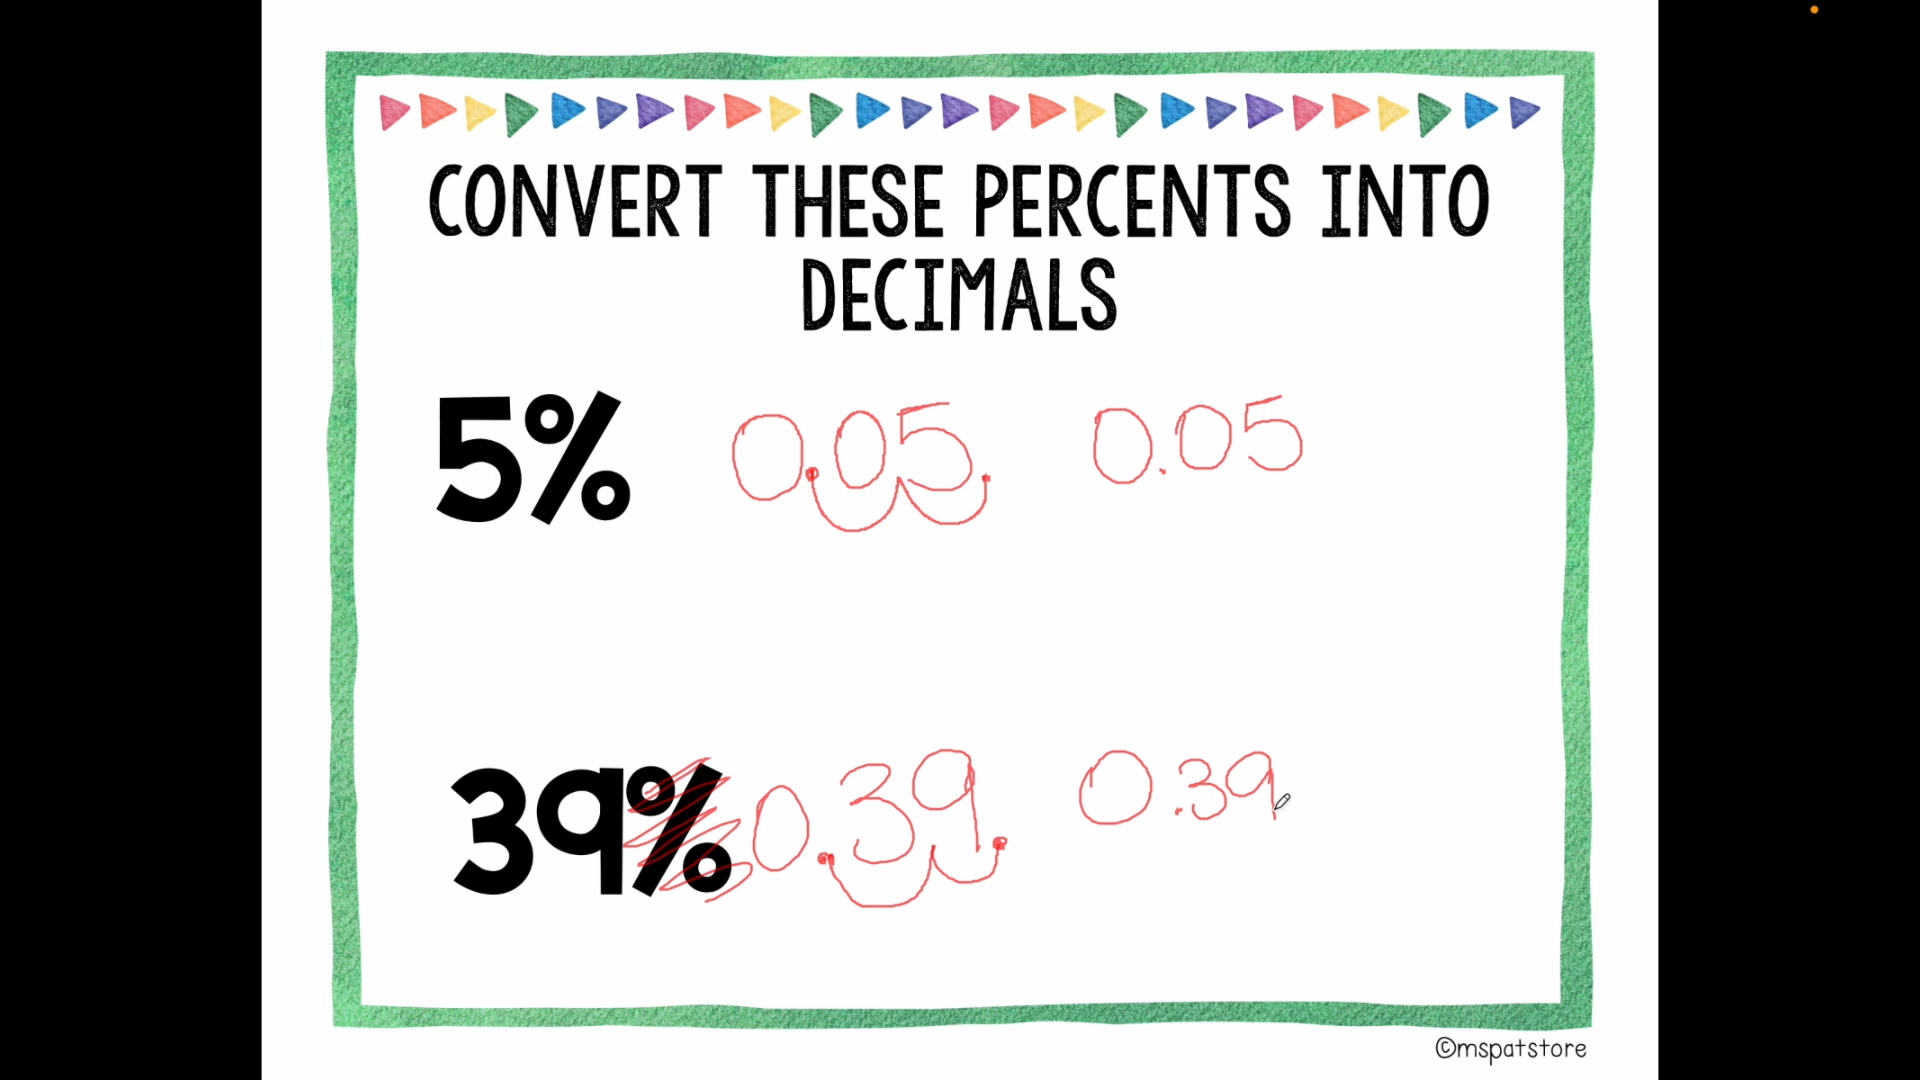 CONVERT THESE PERCENTS INTO
DECIMALS
5% 0.05. 0.05
39% 0.39. 0.39
©mspatstore